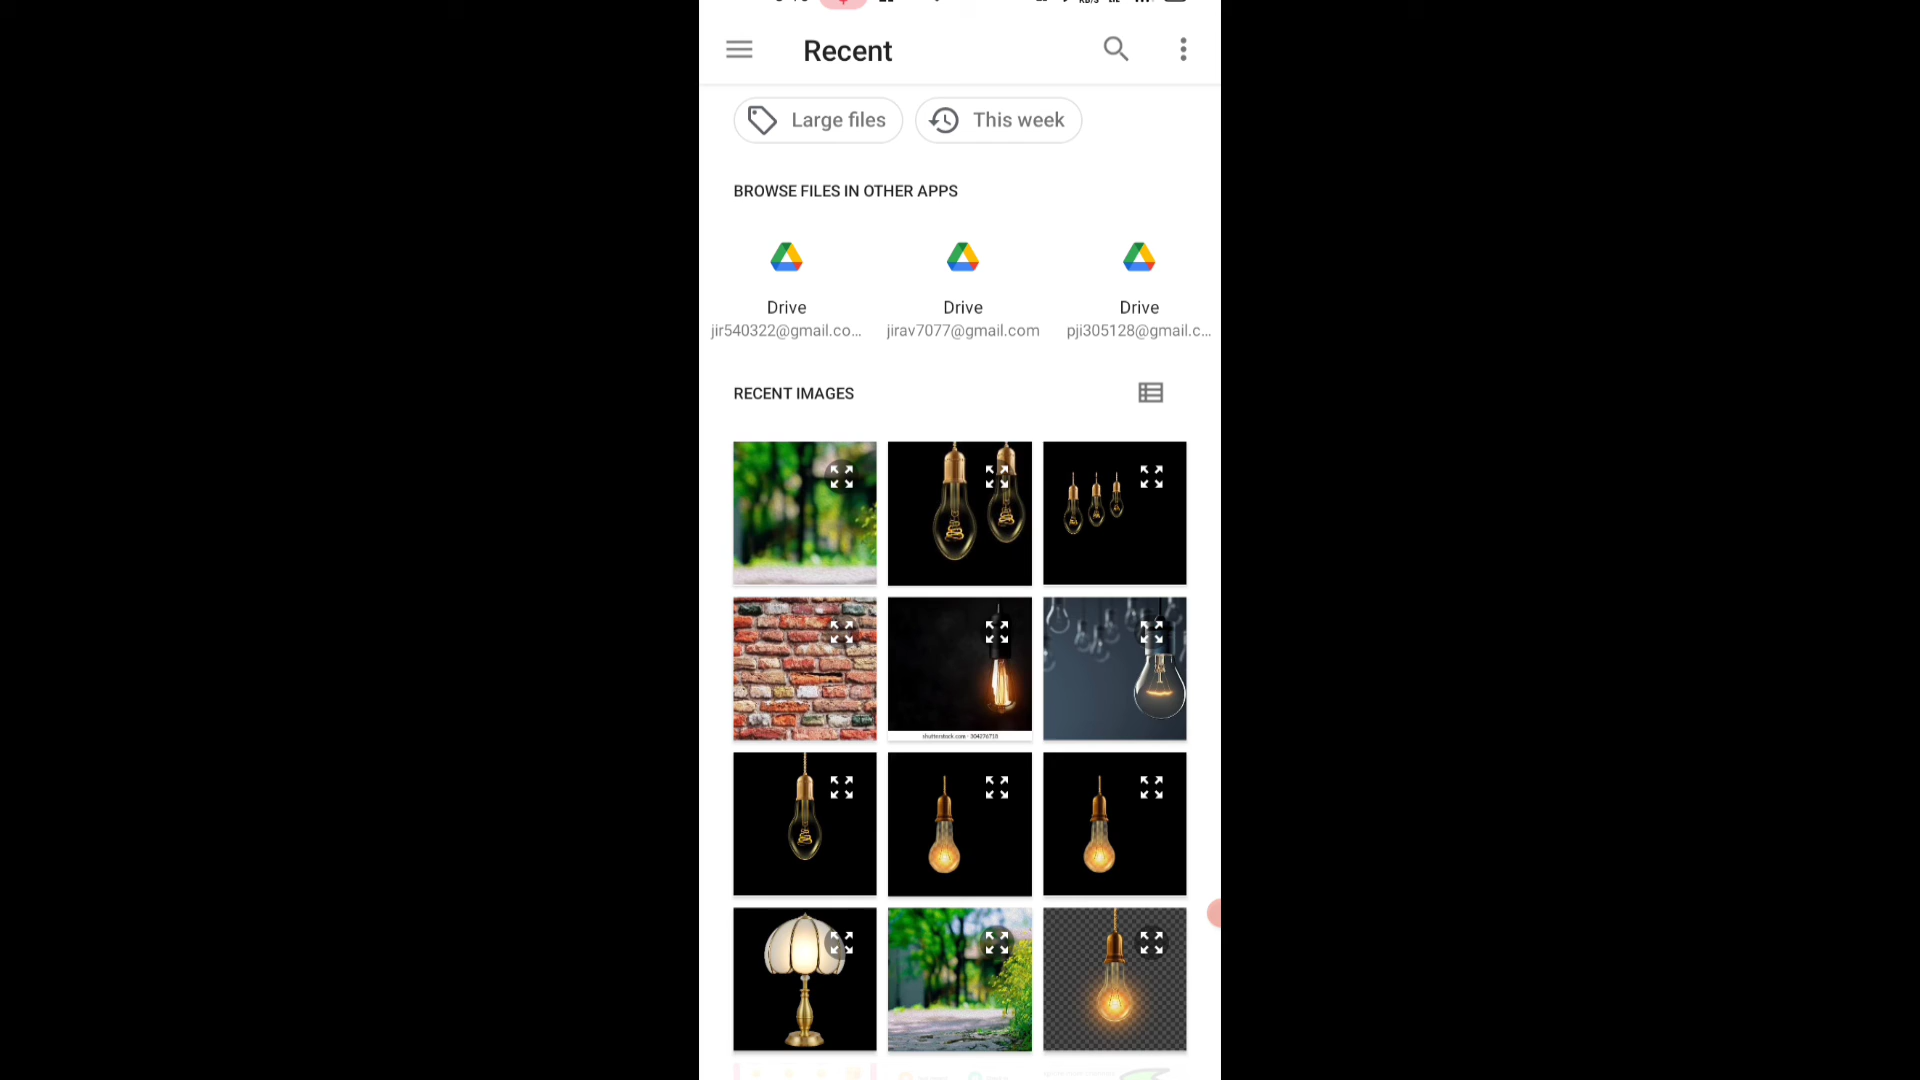 Recent
Large files
This week
BROWSE FILES IN OTHER APPS
Drive
jir540322@gmail.co...
Drive
jirav7077@gmail.com
Drive
pji305128@gmail.c...
RECENT IMAGES
shutterstock.com · 304276718